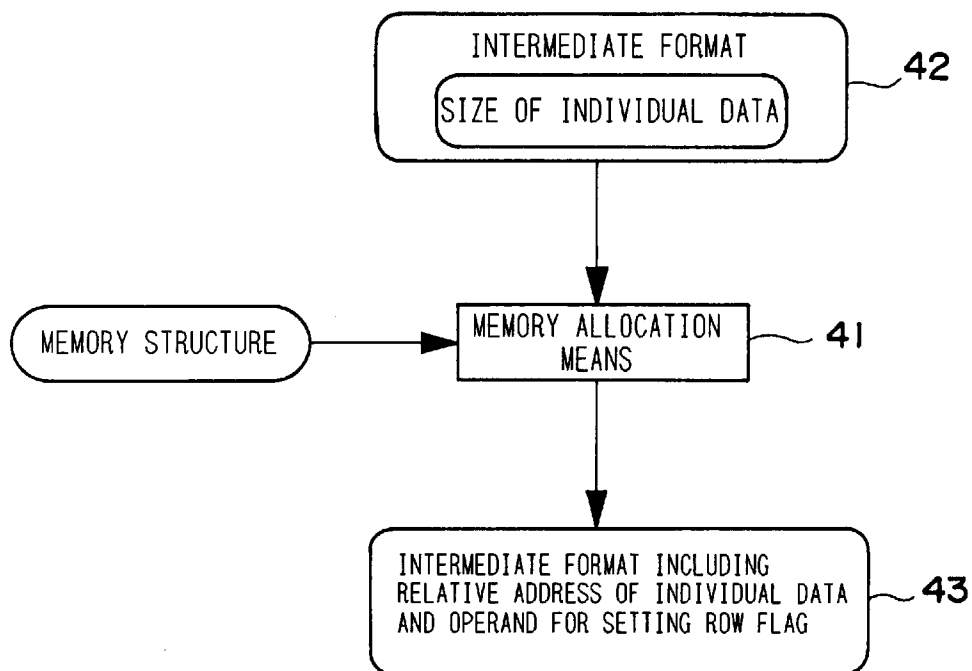 INTERMEDIATE FORMAT
42
SIZE OF INDIVIDUAL DATA
MEMORY STRUCTURE
MEMORY ALLOCATION
MEANS
41
INTERMEDIATE FORMAT INCLUDING
RELATIVE ADDRESS OF INDIVIDUAL DATA
AND OPERAND FOR SETTING ROW FLAG
43